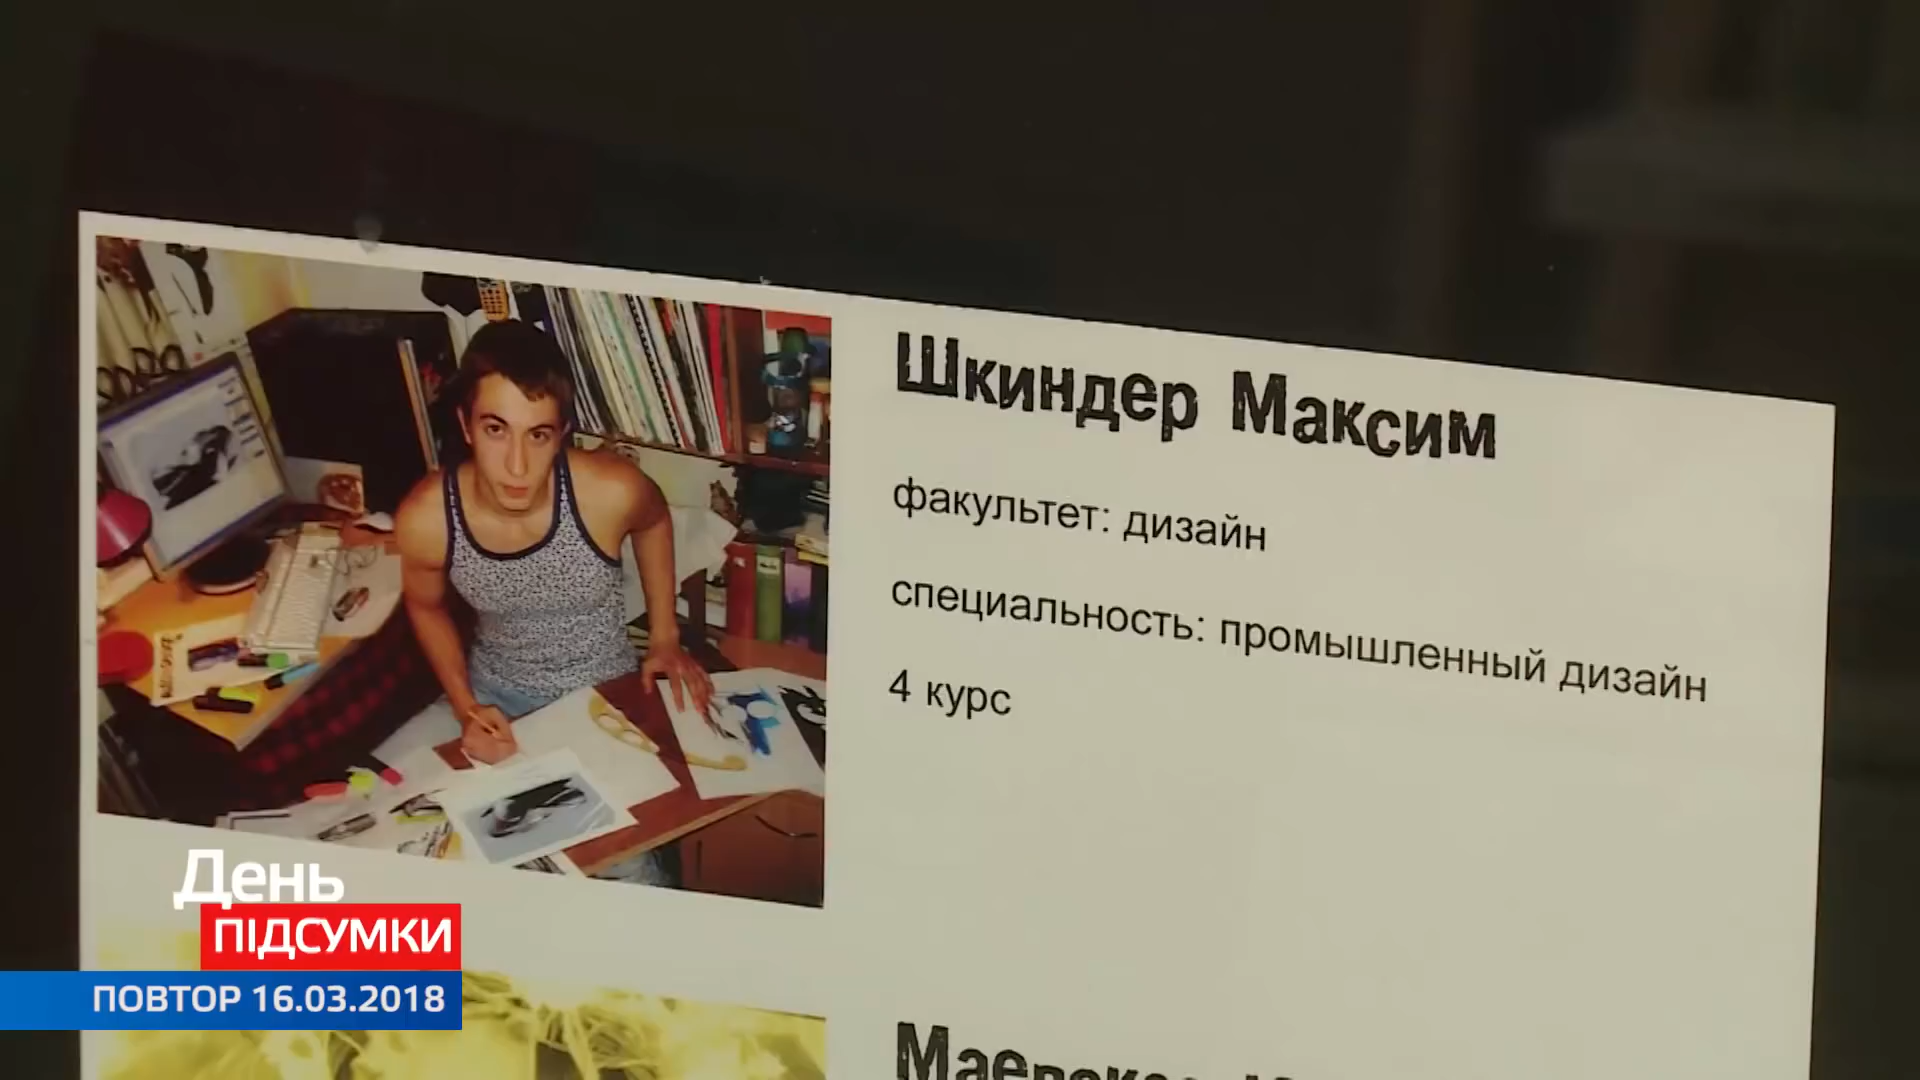 Шкиндер Максим
факультет: дизайн
специальность: промышленный дизайн
4 курс
День
ПІДСУМКИ
ПОВТОР 16.03.2018